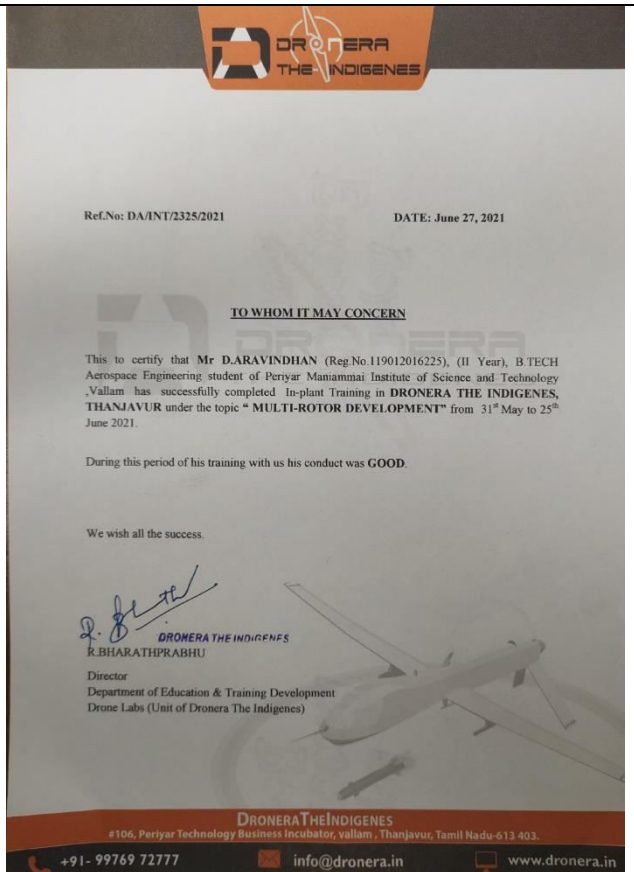 DRONERA
THE-INDIGENES
Ref.No: DA/INT/2325/2021 DATE: June 27, 2021
TO WHOM IT MAY CONCERN
DRONERA
This to certify that Mr D.ARAVINDHAN (Reg.No.119012016225), (II Year), B.TECH
Aerospace Engineering student of Periyar Maniammai Institute of Science and Technology
,Vallam has successfully completed In-plant Training in DRONERA THE INDIGENES,
THANJAVUR under the topic “ MULTI-ROTOR DEVELOPMENT” from 31st May to 25th
June 2021.
During this period of his training with us his conduct was GOOD.
We wish all the success.
DRONERA THE INDIGENES
R.BHARATHPRABHU
Director
Department of Education & Training Development
Drone Labs (Unit of Dronera The Indigenes)
DRONERATHEINDIGENES
#106, Periyar Technology Business Incubator, vallam , Thanjavur, Tamil Nadu-613 403.
+91- 99769 72777 info@dronera.in www.dronera.in